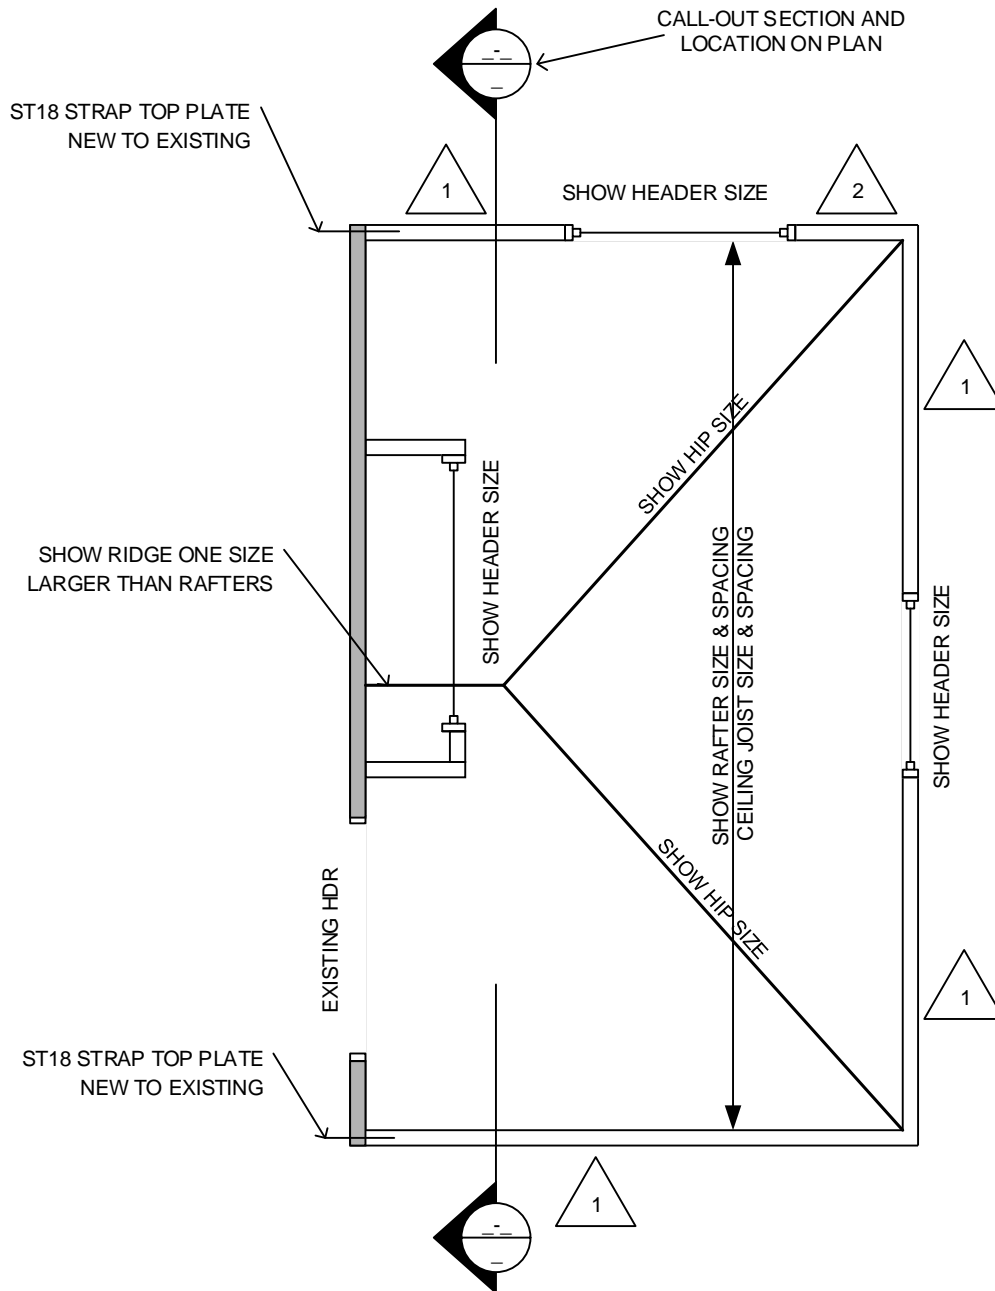 CALL-OUT SECTION AND
LOCATION ON PLAN
ST18 STRAP TOP PLATE
NEW TO EXISTING
1
SHOW HEADER SIZE
2
1
SHOW HIP SIZE
SHOW HEADER SIZE
SHOW RIDGE ONE SIZE
LARGER THAN RAFTERS
SHOW RAFTER SIZE & SPACING
CEILING JOIST SIZE & SPACING
SHOW HEADER SIZE
SHOW HIP SIZE
EXISTING HDR
1
ST18 STRAP TOP PLATE
NEW TO EXISTING
1